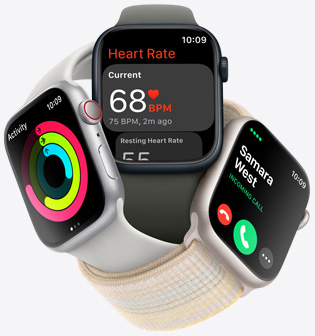 10:09
Heart Rate
Current
68 BPM
75 BPM, 2m ago
Resting Heart Rate
55
10:09
Activity
10:09
Samara
West
INCOMING CALL